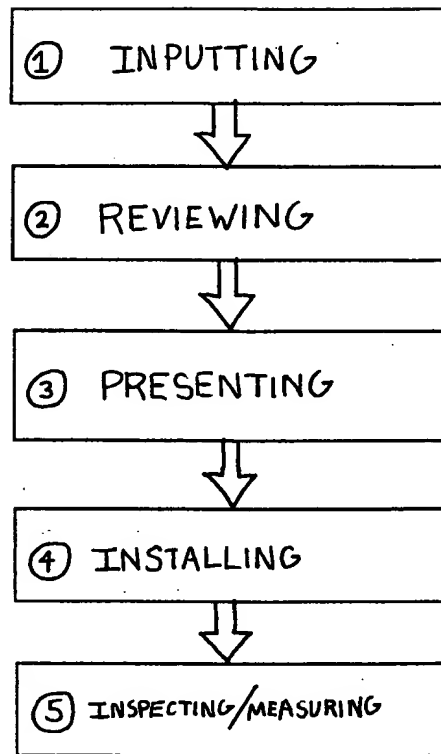 ① INPUTTING
② REVIEWING
③ PRESENTING
④ INSTALLING
⑤ INSPECTING/MEASURING